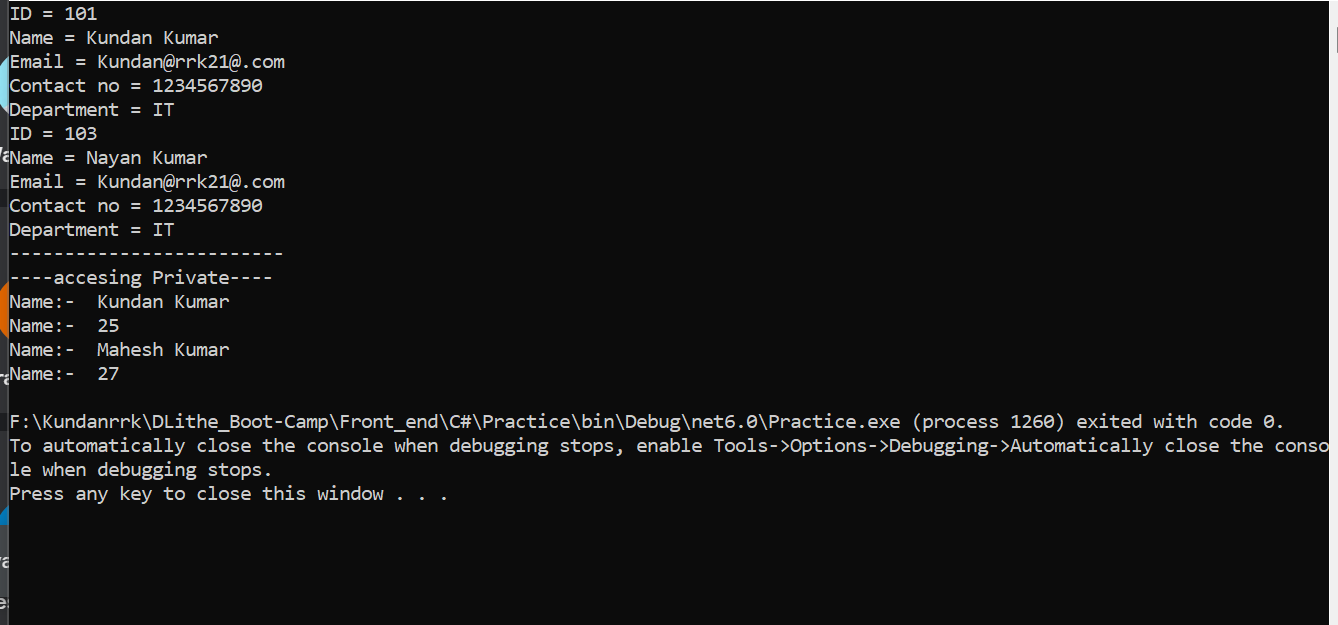 ID = 101
Name = Kundan Kumar
Email = Kundan@rrk21@.com
Contact no = 1234567890
Department = IT
ID = 103
Name = Nayan Kumar
Email = Kundan@rrk21@.com
Contact no = 1234567890
Department = IT
-------------------------
----accesing Private----
Name:-  Kundan Kumar
Name:-  25
Name:-  Mahesh Kumar
Name:-  27
F:\Kundanrrk\DLithe_Boot-Camp\Front_end\C#\Practice\bin\Debug\net6.0\Practice.exe (process 1260) exited with code 0.
To automatically close the console when debugging stops, enable Tools->Options->Debugging->Automatically close the conso
le when debugging stops.
Press any key to close this window . . .